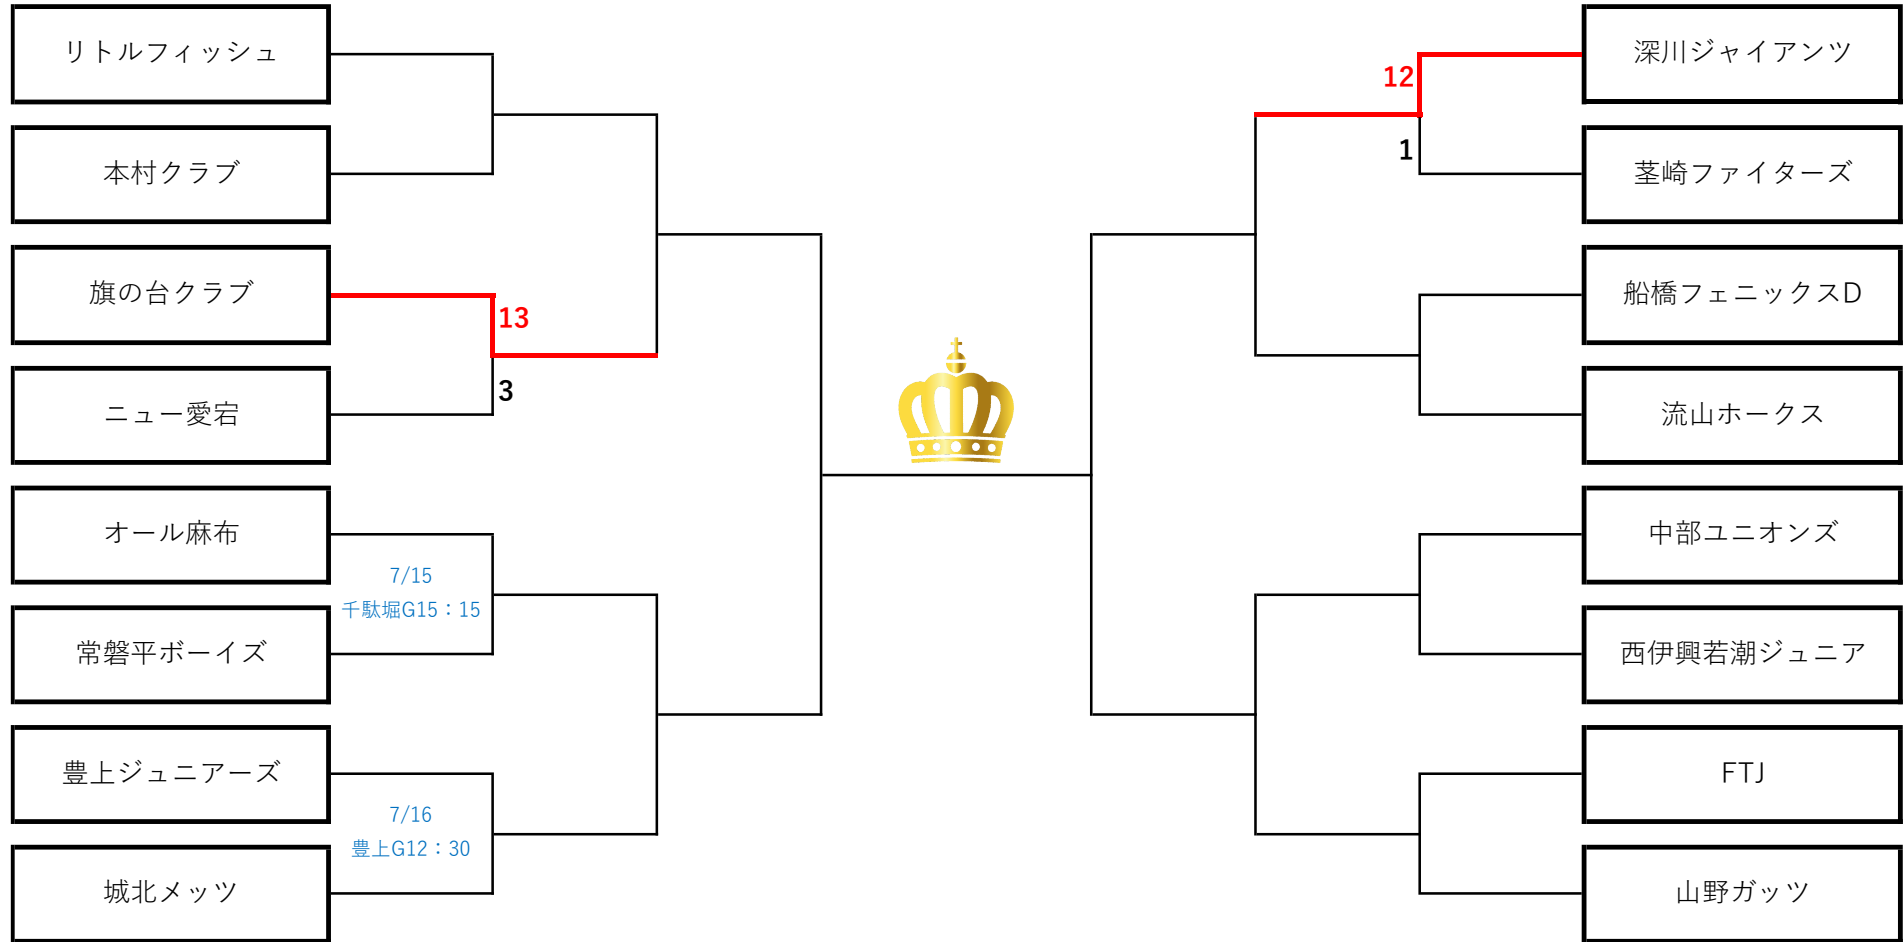 リトルフィッシュ
本村クラブ
旗の台クラブ
13
3
ニュー愛宕
オール麻布
7/15
千駄堀G15：15
常磐平ボーイズ
豊上ジュニアーズ
7/16
豊上G12：30
城北メッツ
深川ジャイアンツ
12
1
茎崎ファイターズ
船橋フェニックスD
流山ホークス
中部ユニオンズ
西伊興若潮ジュニア
FTJ
山野ガッツ